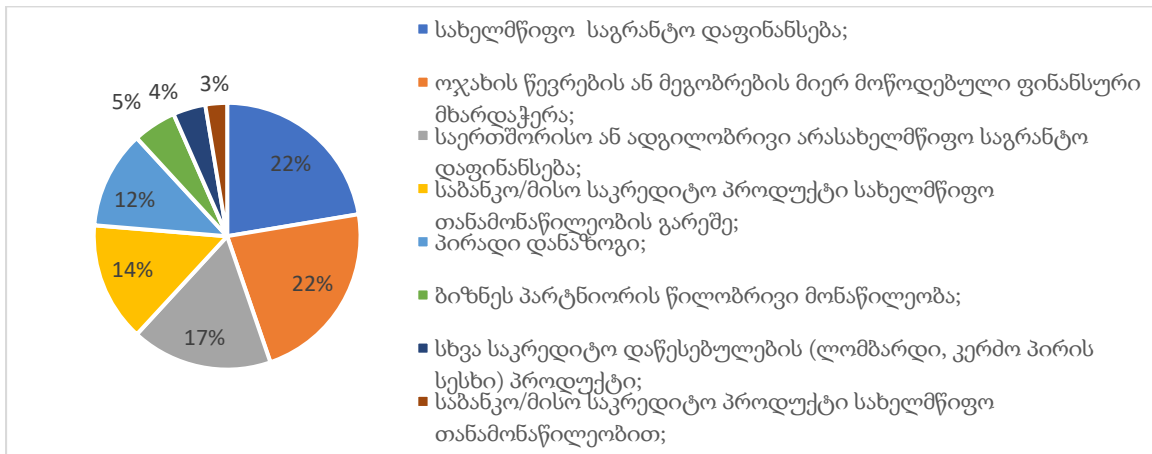 სახელმწიფო საგრანტო დაფინანსება;
ოჯახის წევრების ან მეგობრების მიერ მოწოდებული ფინანსური
მხარდაჭერა;
საერთშორისო ან ადგილობრივი არასახელმწიფო საგრანტო
დაფინანსება;
საბანკო/მისო საკრედიტო პროდუქტი სახელმწიფო
თანამონაწილეობის გარეშე;
პირადი დანაზოგი;
ბიზნეს პარტნიორის წილობრივი მონაწილეობა;
სხვა საკრედიტო დაწესებულების (ლომბარდი, კერძო პირის
სესხი) პროდუქტი;
საბანკო/მისო საკრედიტო პროდუქტი სახელმწიფო
თანამონაწილეობით;
22%
22%
17%
14%
12%
5%
4%
3%